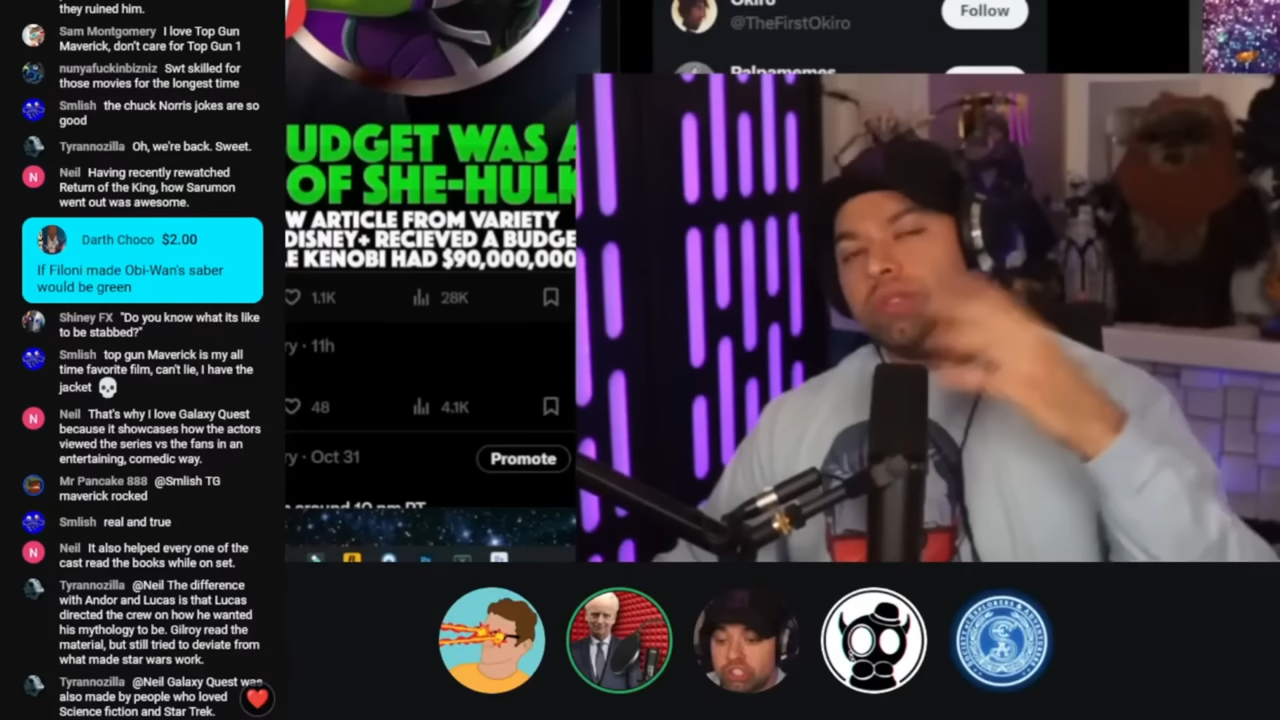 they ruined him.
Sam Montgomery I love Top Gun
Maverick, don't care for Top Gun 1
nunyafuckinbizniz Swt skilled for
those movies for the longest time
Smlish the chuck Norris jokes are so
good
Tyrannozilla Oh, we're back. Sweet.
N Neil Having recently rewatched
Return of the King, how Sarumon
went out was awesome.
Darth Choco $2.00
If Filoni made Obi-Wan's saber
would be green
Shiney FX "Do you know what its like
to be stabbed?"
Smlish top gun Maverick is my all
time favorite film, can't lie, I have the
jacket
N Neil That's why I love Galaxy Quest
because it showcases how the actors
viewed the series vs the fans in an
entertaining, comedic way.
Mr Pancake 888 @Smlish TG
maverick rocked
Smlish real and true
N Neil It also helped every one of the
cast read the books while on set.
Tyrannozilla @Neil The difference
with Andor and Lucas is that Lucas
directed the crew on how he wanted
his mythology to be. Gilroy read the
material, but still tried to deviate from
what made star wars work.
Tyrannozilla @Neil Galaxy Quest was
also made by people who loved
Science fiction and Star Trek.
UDGET WAS A
OF SHE-HULK
W ARTICLE FROM VARIETY
DISNEY+ RECIEVED A BUDGE
E KENOBI HAD $90,000,000
1.1K 28K
ry · 11h
48 4.1K
ry · Oct 31 Promote
around 10 pm PT
Okiro
@TheFirstOkiro
Follow
Palpamemes